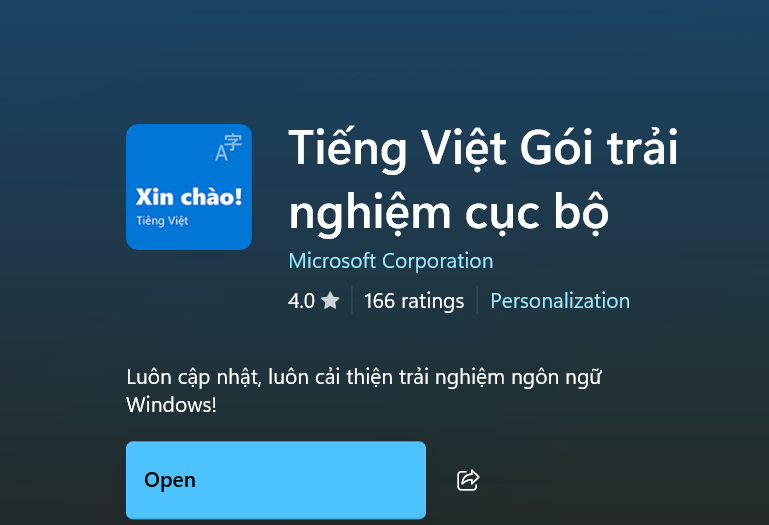 A字
Xin chào!
Tiếng Việt
Tiếng Việt Gói trải
nghiệm cục bộ
Microsoft Corporation
4.0 ★ 166 ratings Personalization
Luôn cập nhật, luôn cải thiện trải nghiệm ngôn ngữ
Windows!
Open